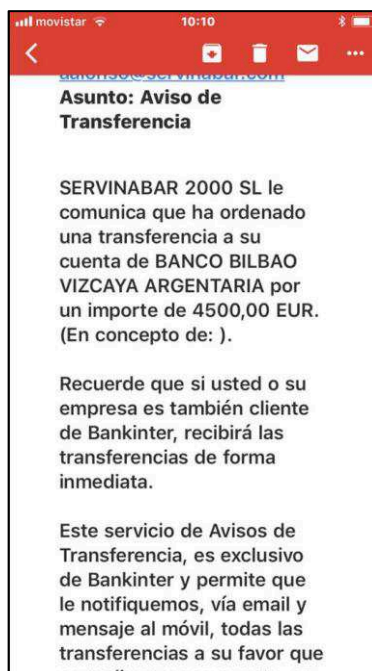 movistar 10:10
Asunto: Aviso de
Transferencia
SERVINABAR 2000 SL le
comunica que ha ordenado
una transferencia a su
cuenta de BANCO BILBAO
VIZCAYA ARGENTARIA por
un importe de 4500,00 EUR.
(En concepto de: ).
Recuerde que si usted o su
empresa es también cliente
de Bankinter, recibirá las
transferencias de forma
inmediata.
Este servicio de Avisos de
Transferencia, es exclusivo
de Bankinter y permite que
le notifiquemos, vía email y
mensaje al móvil, todas las
transferencias a su favor que